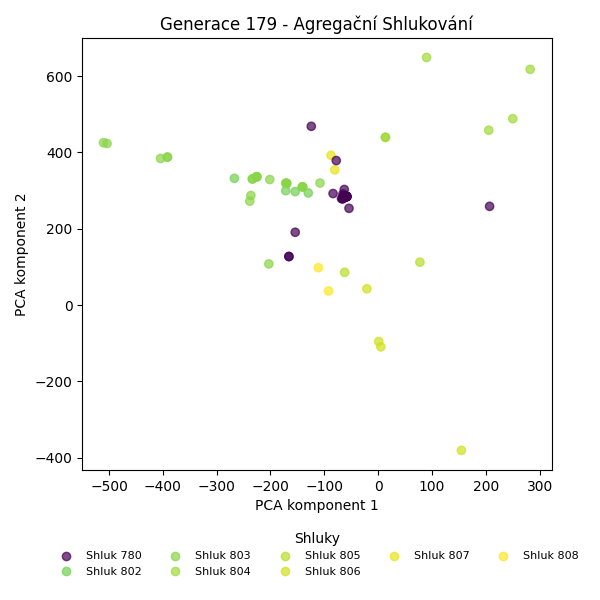 Generace 179 - Agregační Shlukování
PCA komponent 2
600
400
200
0
−200
−400
−500
−400
−300
−200
−100
0
100
200
300
PCA komponent 1
Shluky
Shluk 780
Shluk 803
Shluk 805
Shluk 807
Shluk 808
Shluk 802
Shluk 804
Shluk 806